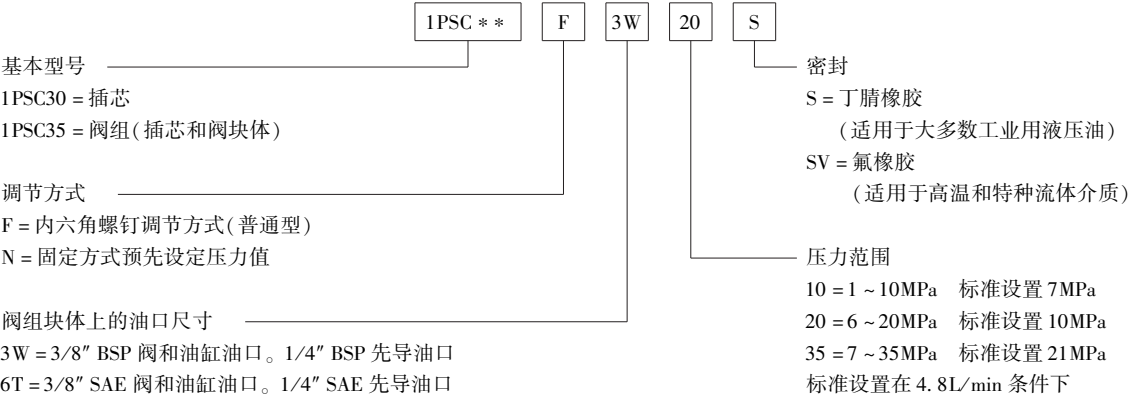 1PSC＊＊ F 3W 20 S
基本型号
1PSC30 = 插芯
1PSC35 = 阀组(插芯和阀块体)
调节方式
F = 内六角螺钉调节方式(普通型)
N = 固定方式预先设定压力值
阀组块体上的油口尺寸
3W = 3/8″ BSP 阀和油缸油口。1/4″ BSP 先导油口
6T = 3/8″ SAE 阀和油缸油口。1/4″ SAE 先导油口
密封
S = 丁腈橡胶
(适用于大多数工业用液压油)
SV = 氟橡胶
(适用于高温和特种流体介质)
压力范围
10 = 1 ~ 10MPa 标准设置 7MPa
20 = 6 ~ 20MPa 标准设置 10MPa
35 = 7 ~ 35MPa 标准设置 21MPa
标准设置在 4.8L/min 条件下